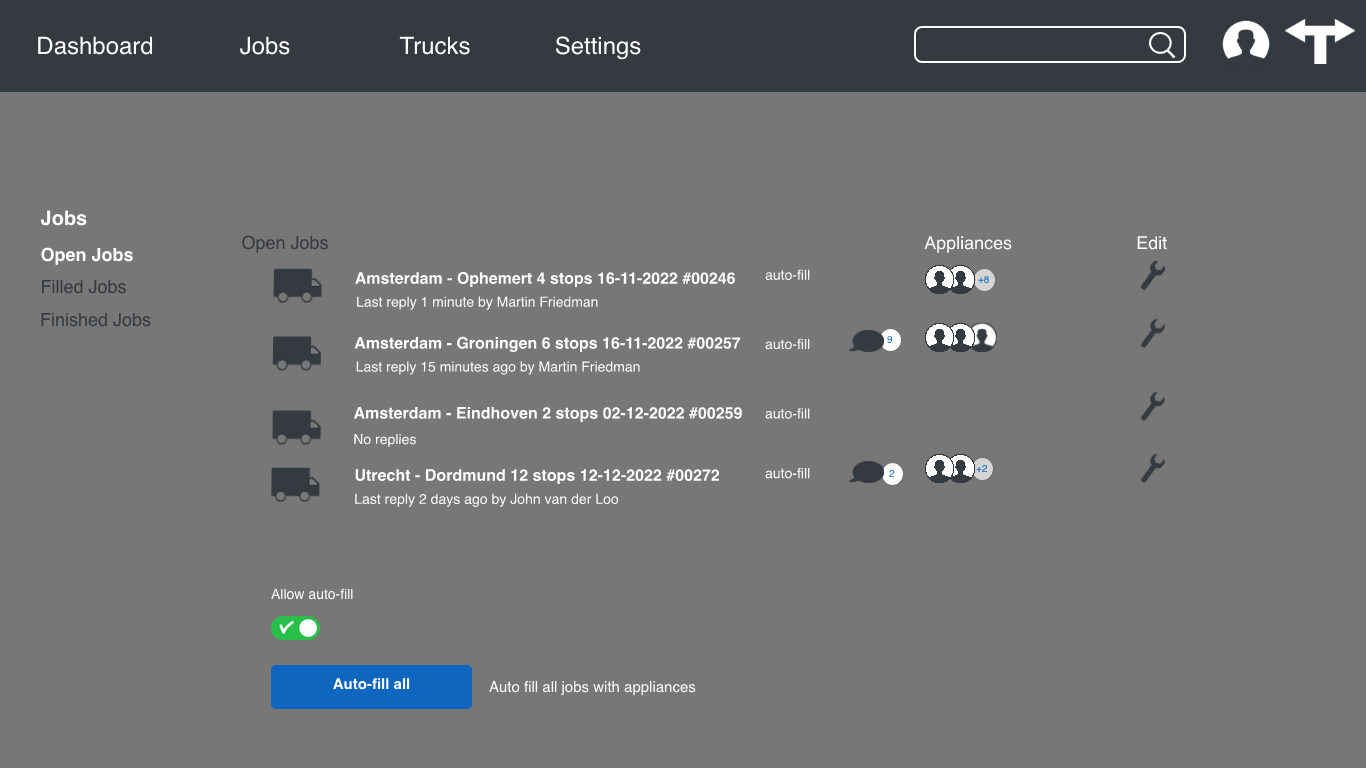 Dashboard Jobs Trucks Settings
Jobs
Open Jobs
Filled Jobs
Finished Jobs
Open Jobs Appliances Edit
Amsterdam - Ophemert 4 stops 16-11-2022 #00246 auto-fill +8
Last reply 1 minute by Martin Friedman
Amsterdam - Groningen 6 stops 16-11-2022 #00257 auto-fill 9
Last reply 15 minutes ago by Martin Friedman
Amsterdam - Eindhoven 2 stops 02-12-2022 #00259 auto-fill
No replies
Utrecht - Dordmund 12 stops 12-12-2022 #00272 auto-fill 2 +2
Last reply 2 days ago by John van der Loo
Allow auto-fill
Auto-fill all Auto fill all jobs with appliances